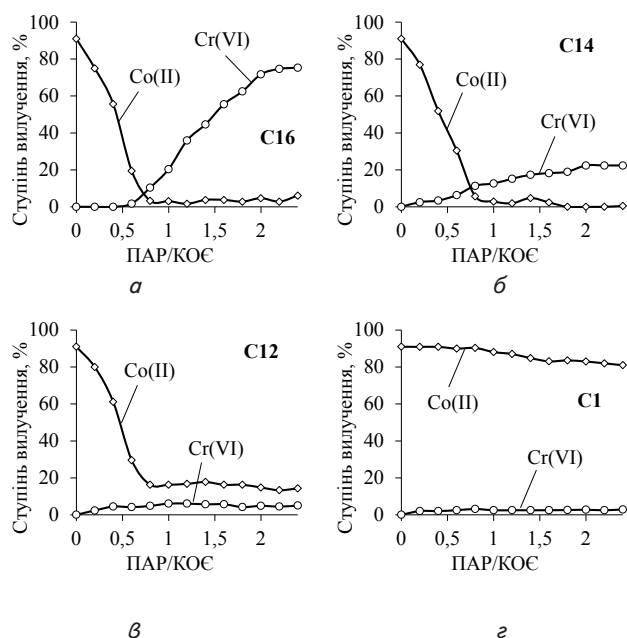 Ступінь вилучення, %
100
80
60
40
20
0
Co(II)
Cr(VI)
C16
0
0,5
1
1,5
2
ПАР/КОЄ
а
Ступінь вилучення, %
100
80
60
40
20
0
Co(II)
C14
Cr(VI)
0
0,5
1
1,5
2
ПАР/КОЄ
б
Ступінь вилучення, %
100
80
60
40
20
0
C12
Co(II)
Cr(VI)
0
0,5
1
1,5
2
ПАР/КОЄ
в
Ступінь вилучення, %
100
80
60
40
20
0
Co(II)
C1
Cr(VI)
0
0,5
1
1,5
2
ПАР/КОЄ
г